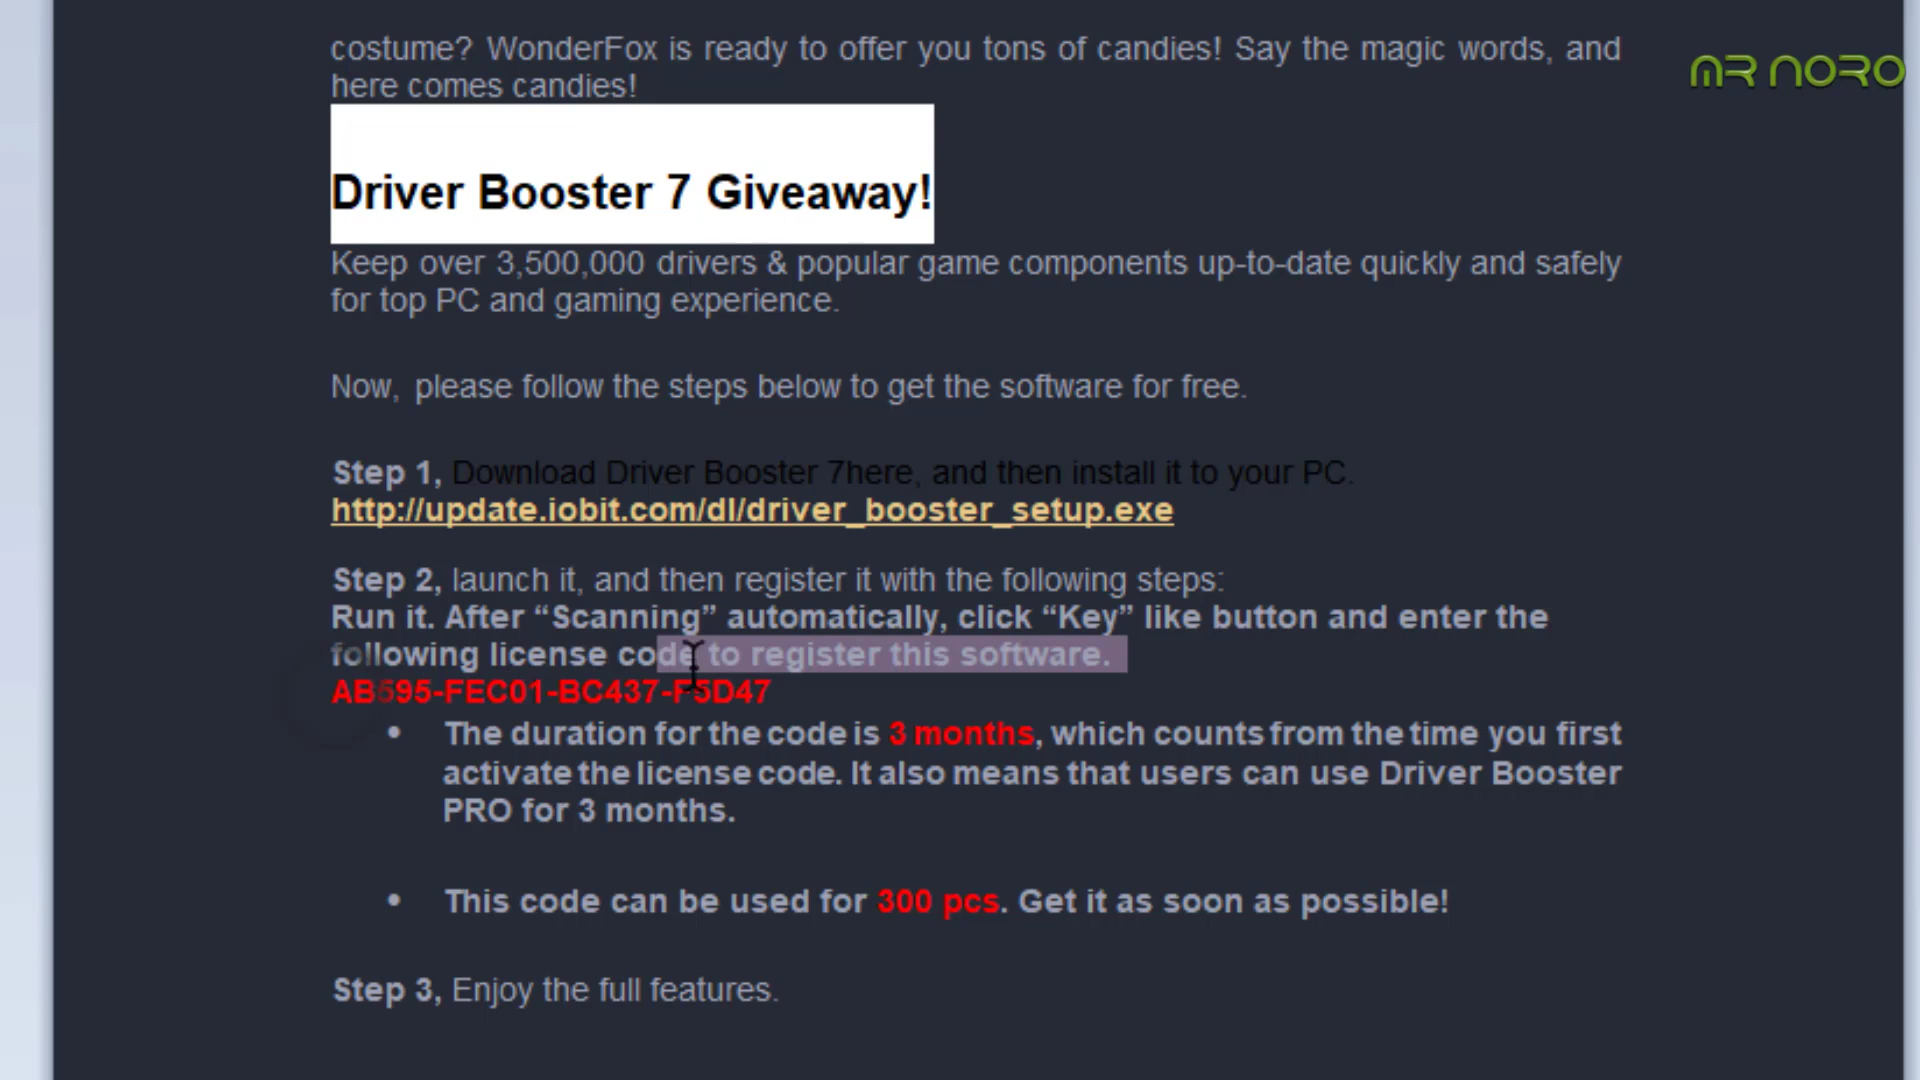 costume? WonderFox is ready to offer you tons of candies! Say the magic words, and
here comes candies!
MR NORO
Driver Booster 7 Giveaway!
Keep over 3,500,000 drivers & popular game components up-to-date quickly and safely
for top PC and gaming experience.
Now, please follow the steps below to get the software for free.
Step 1, Download Driver Booster 7here, and then install it to your PC.
http://update.iobit.com/dl/driver_booster_setup.exe
Step 2, launch it, and then register it with the following steps:
Run it. After “Scanning” automatically, click “Key” like button and enter the
following license code to register this software.
AB595-FEC01-BC437-F5D47
• The duration for the code is 3 months, which counts from the time you first
activate the license code. It also means that users can use Driver Booster
PRO for 3 months.
• This code can be used for 300 pcs. Get it as soon as possible!
Step 3, Enjoy the full features.